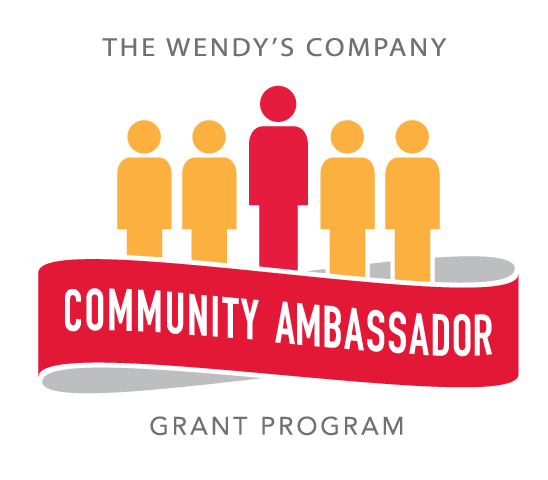 THE WENDY'S COMPANY
COMMUNITY AMBASSADOR
GRANT PROGRAM